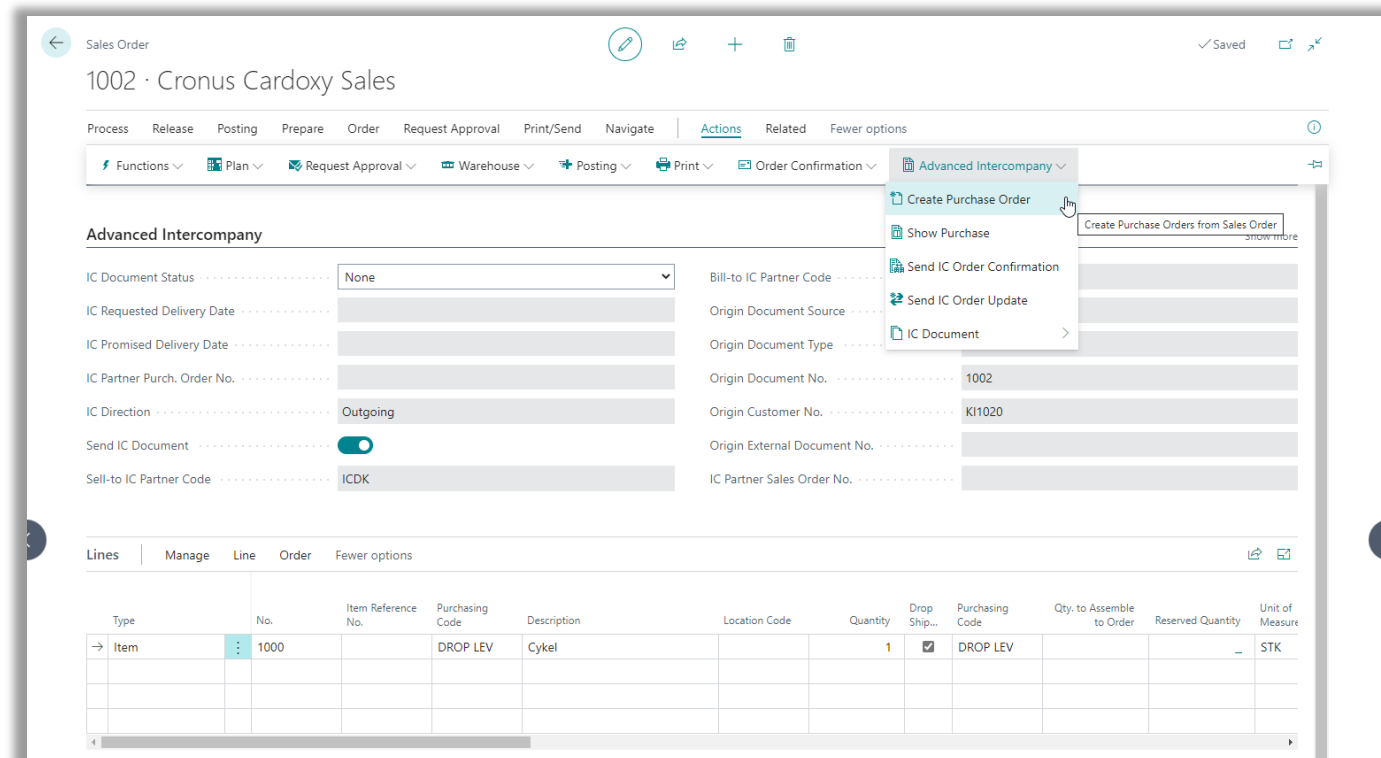 Sales Order
Saved
1002 · Cronus Cardoxy Sales
Process Release Posting Prepare Order Request Approval Print/Send Navigate Actions Related Fewer options
Functions Plan Request Approval Warehouse Posting Print Order Confirmation Advanced Intercompany
Create Purchase Order
Create Purchase Orders from Sales Order
Show more
Show Purchase
Send IC Order Confirmation
Send IC Order Update
IC Document
Advanced Intercompany
IC Document Status None Bill-to IC Partner Code
IC Requested Delivery Date Origin Document Source
IC Promised Delivery Date Origin Document Type
IC Partner Purch. Order No. Origin Document No. 1002
IC Direction Outgoing Origin Customer No. KI1020
Send IC Document Origin External Document No.
Sell-to IC Partner Code ICDK IC Partner Sales Order No.
Lines Manage Line Order Fewer options
Item Reference Purchasing Drop Purchasing Qty. to Assemble Unit of
Type No. No. Code Description Location Code Quantity Ship... Code to Order Reserved Quantity Measure
Item 1000 DROP LEV Cykel 1 DROP LEV _ STK